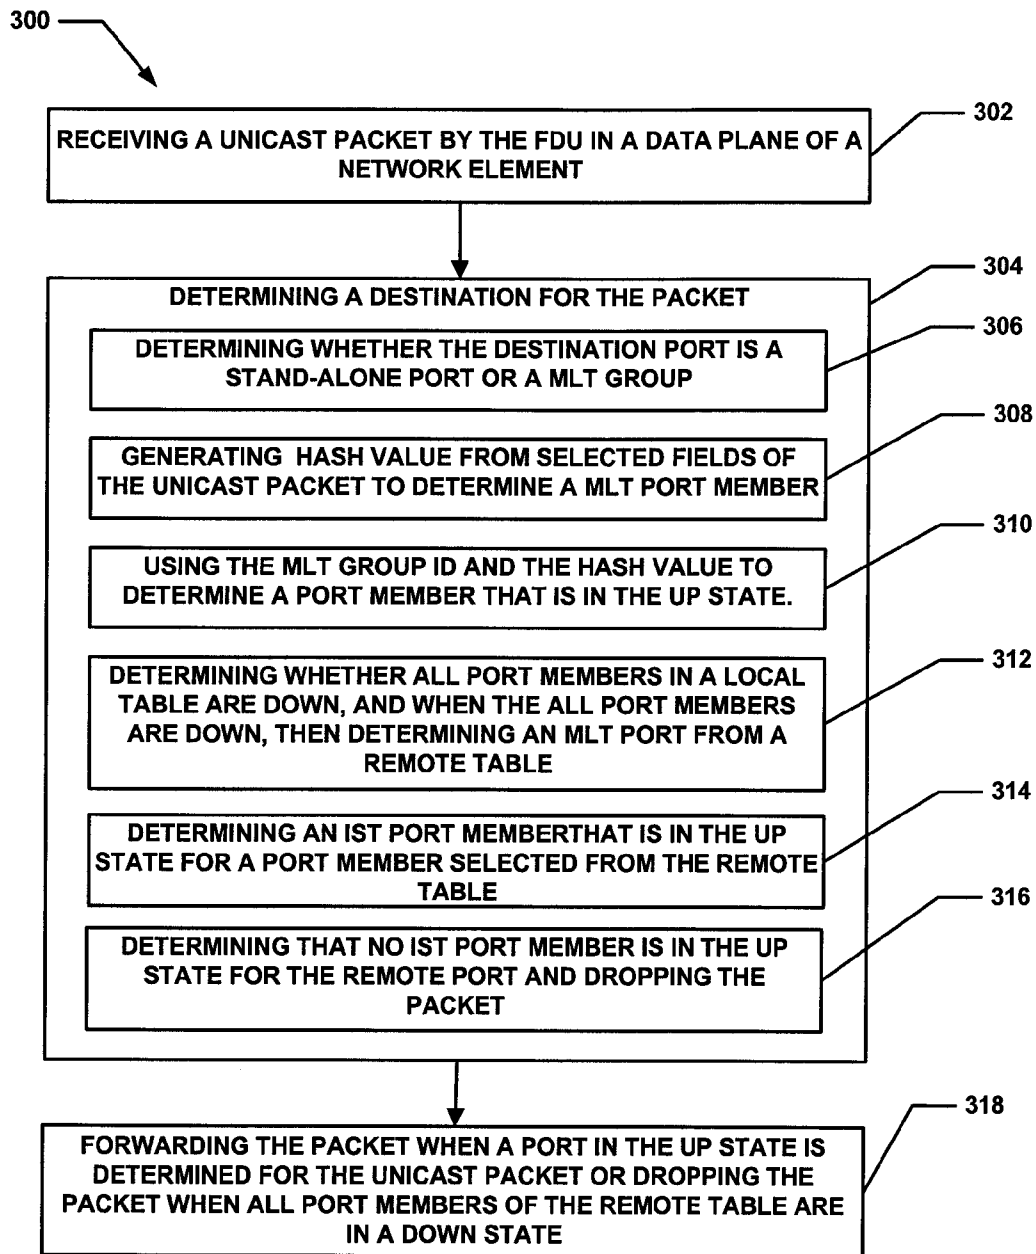 300
RECEIVING A UNICAST PACKET BY THE FDU IN A DATA PLANE OF A
NETWORK ELEMENT
302
304
DETERMINING A DESTINATION FOR THE PACKET
306
DETERMINING WHETHER THE DESTINATION PORT IS A
STAND-ALONE PORT OR A MLT GROUP
308
GENERATING HASH VALUE FROM SELECTED FIELDS OF
THE UNICAST PACKET TO DETERMINE A MLT PORT MEMBER
310
USING THE MLT GROUP ID AND THE HASH VALUE TO
DETERMINE A PORT MEMBER THAT IS IN THE UP STATE.
312
DETERMINING WHETHER ALL PORT MEMBERS IN A LOCAL
TABLE ARE DOWN, AND WHEN THE ALL PORT MEMBERS
ARE DOWN, THEN DETERMINING AN MLT PORT FROM A
REMOTE TABLE
314
DETERMINING AN IST PORT MEMBERTHAT IS IN THE UP
STATE FOR A PORT MEMBER SELECTED FROM THE REMOTE
TABLE
316
DETERMINING THAT NO IST PORT MEMBER IS IN THE UP
STATE FOR THE REMOTE PORT AND DROPPING THE
PACKET
318
FORWARDING THE PACKET WHEN A PORT IN THE UP STATE IS
DETERMINED FOR THE UNICAST PACKET OR DROPPING THE
PACKET WHEN ALL PORT MEMBERS OF THE REMOTE TABLE ARE
IN A DOWN STATE